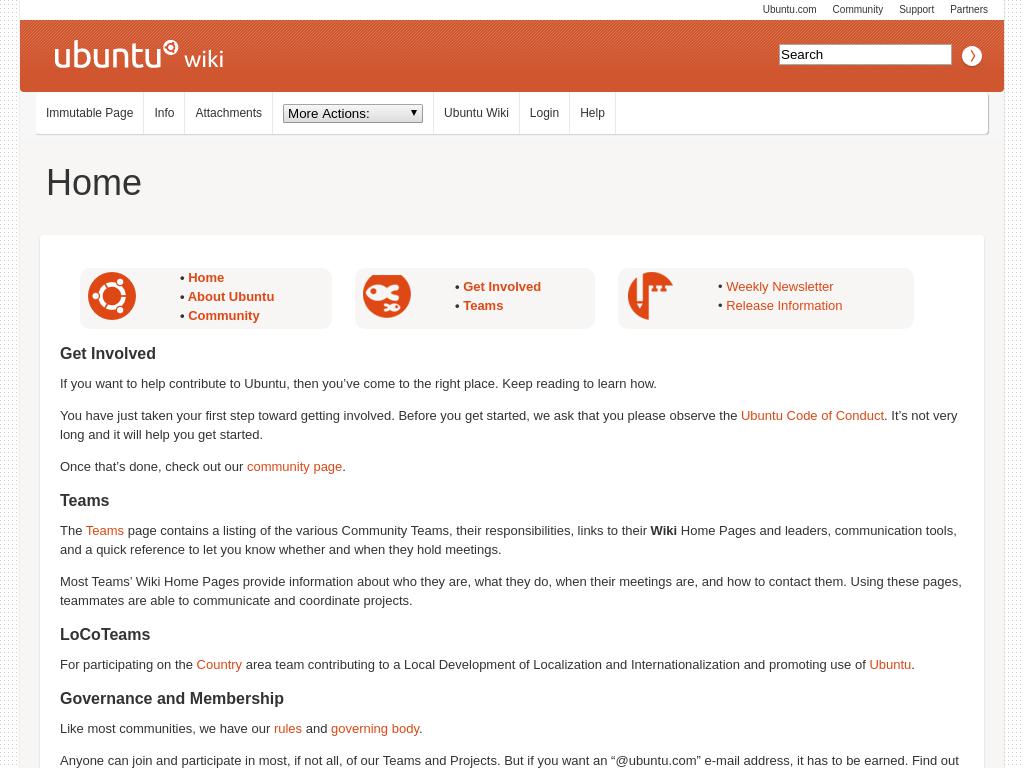 Ubuntu.com Community Support Partners
ubuntu wiki
Search
Immutable Page Info Attachments More Actions: Ubuntu Wiki Login Help
Home
• Home
• About Ubuntu
• Community
• Get Involved
• Teams
• Weekly Newsletter
• Release Information
Get Involved
If you want to help contribute to Ubuntu, then you’ve come to the right place. Keep reading to learn how.
You have just taken your first step toward getting involved. Before you get started, we ask that you please observe the Ubuntu Code of Conduct. It’s not very
long and it will help you get started.
Once that’s done, check out our community page.
Teams
The Teams page contains a listing of the various Community Teams, their responsibilities, links to their Wiki Home Pages and leaders, communication tools,
and a quick reference to let you know whether and when they hold meetings.
Most Teams’ Wiki Home Pages provide information about who they are, what they do, when their meetings are, and how to contact them. Using these pages,
teammates are able to communicate and coordinate projects.
LoCoTeams
For participating on the Country area team contributing to a Local Development of Localization and Internationalization and promoting use of Ubuntu.
Governance and Membership
Like most communities, we have our rules and governing body.
Anyone can join and participate in most, if not all, of our Teams and Projects. But if you want an “@ubuntu.com” e-mail address, it has to be earned. Find out